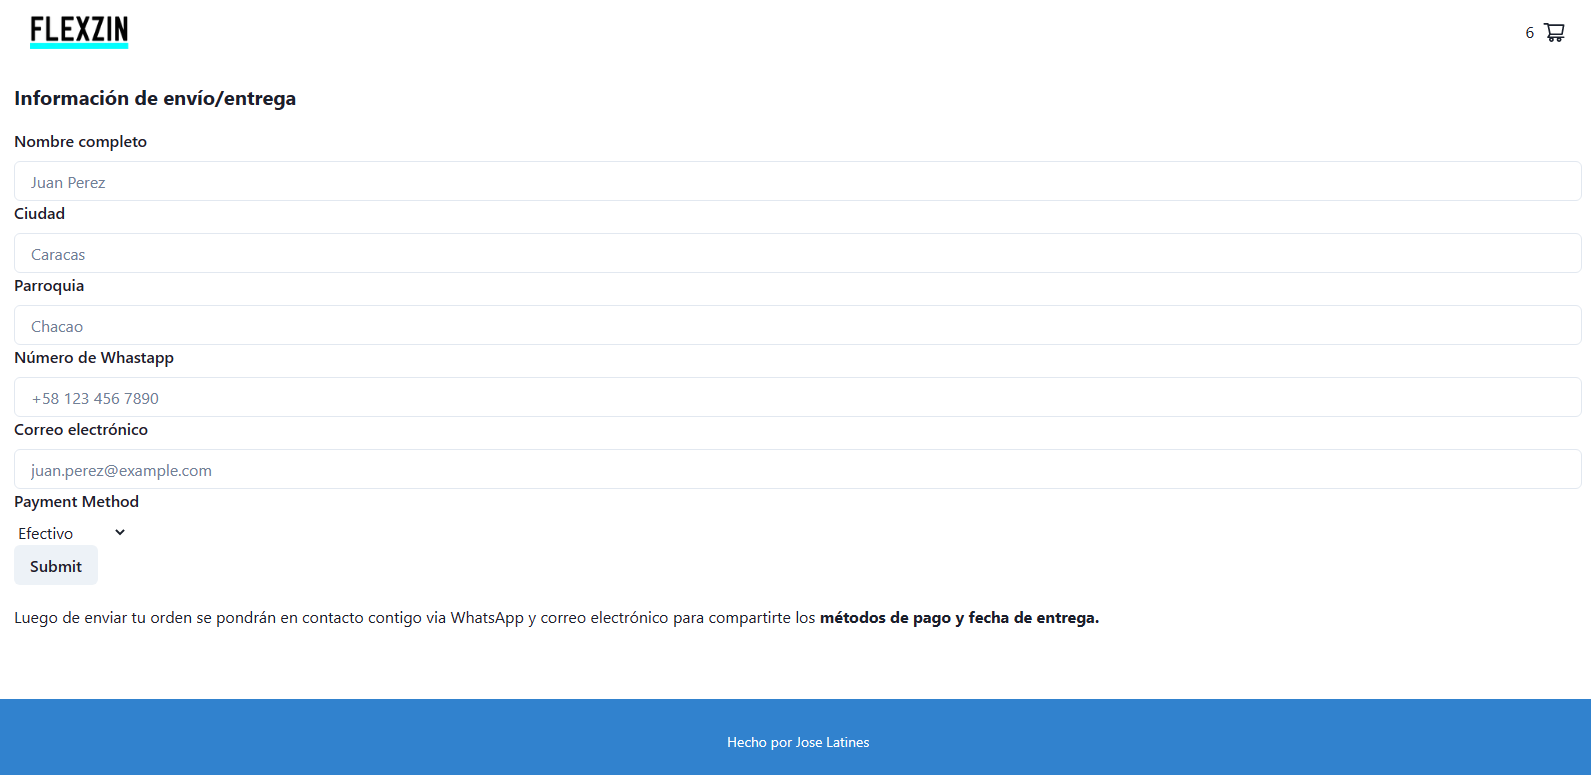 FLEXZIN
6
Información de envío/entrega
Nombre completo
Juan Perez
Ciudad
Caracas
Parroquia
Chacao
Número de Whastapp
+58 123 456 7890
Correo electrónico
juan.perez@example.com
Payment Method
Efectivo
Submit
Luego de enviar tu orden se pondrán en contacto contigo via WhatsApp y correo electrónico para compartirte los métodos de pago y fecha de entrega.
Hecho por Jose Latines